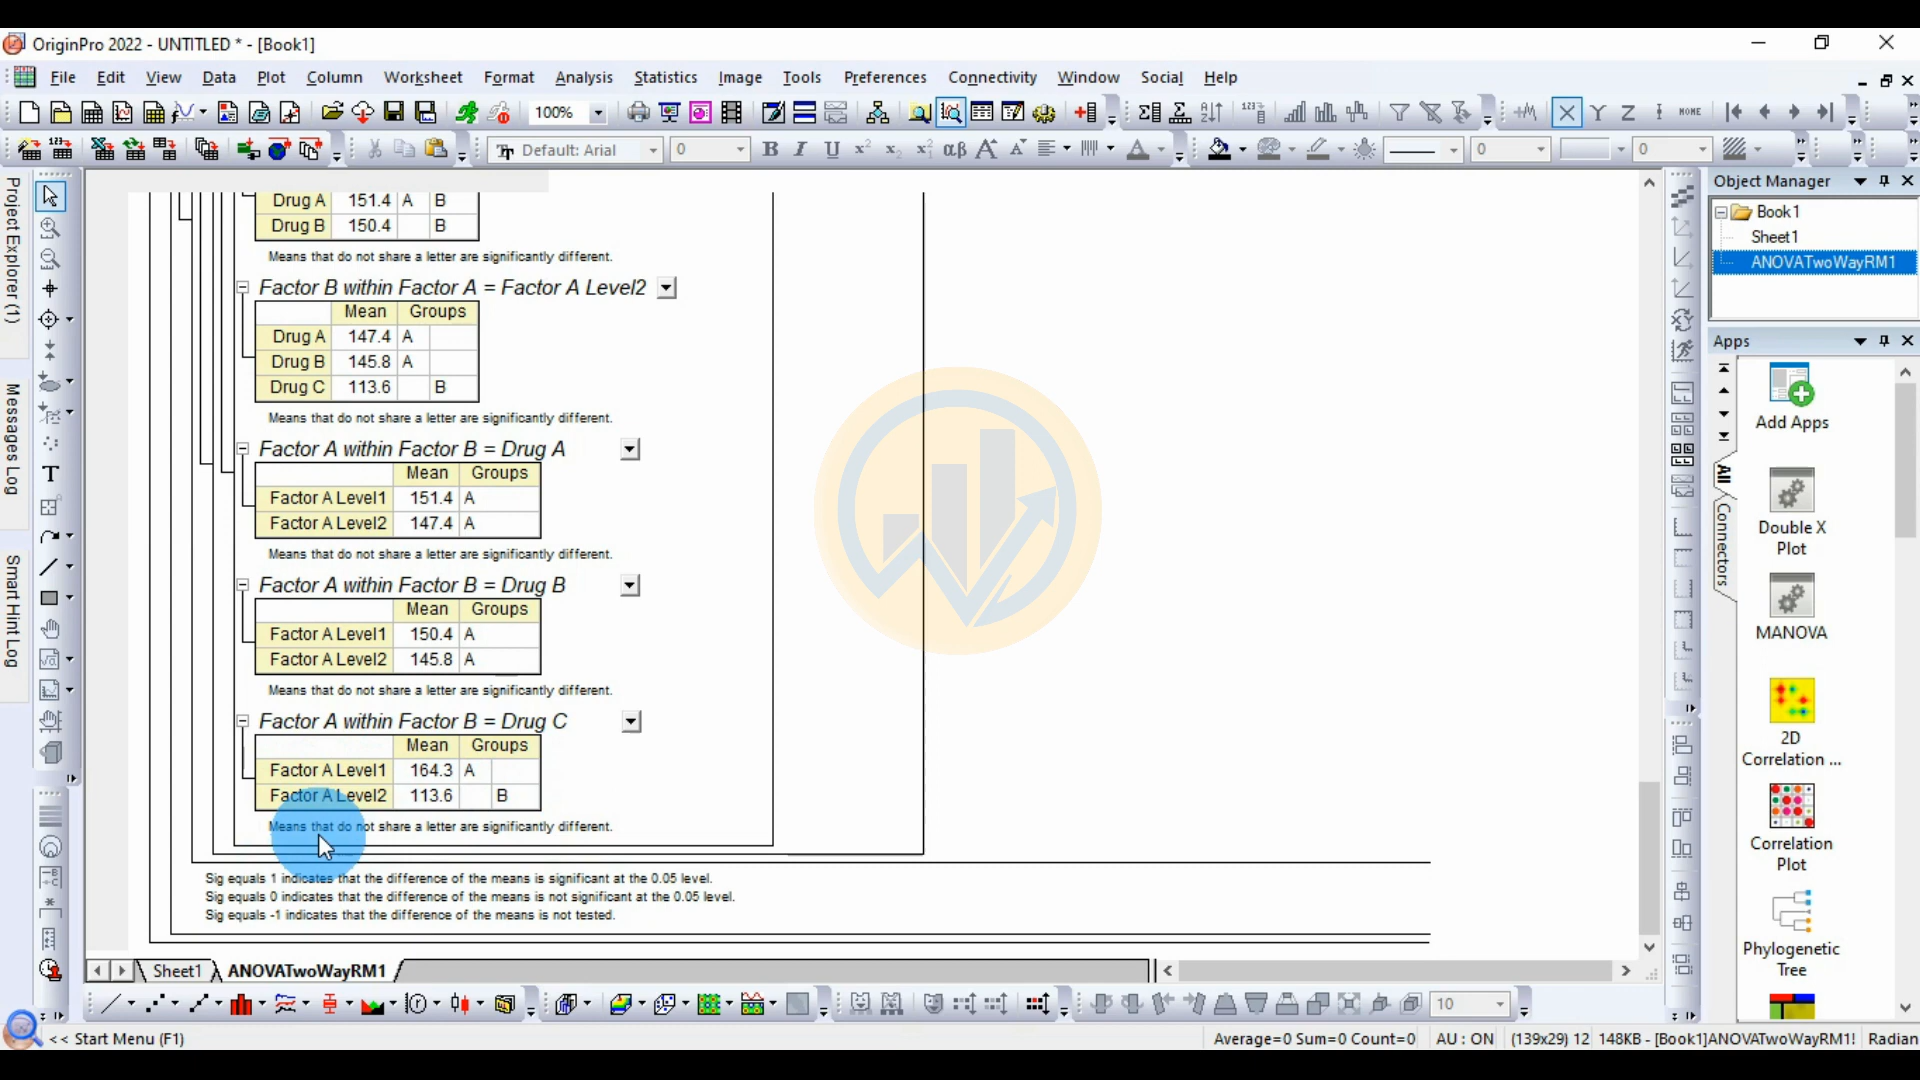 OriginPro 2022 - UNTITLED * - [Book1]
File Edit View Data Plot Column Worksheet Format Analysis Statistics Image Tools Preferences Connectivity Window Social Help
100%
X Y Z HOME
Default: Arial 0 B I U 0 0
Project Explorer (1)
Messages Log
Smart Hint Log
Drug A 151.4 A B
Drug B 150.4 B
Means that do not share a letter are significantly different.
Factor B within Factor A = Factor A Level2
Mean Groups
Drug A 147.4 A
Drug B 145.8 A
Drug C 113.6 B
Means that do not share a letter are significantly different.
Factor A within Factor B = Drug A
Mean Groups
Factor A Level1 151.4 A
Factor A Level2 147.4 A
Means that do not share a letter are significantly different.
Factor A within Factor B = Drug B
Mean Groups
Factor A Level1 150.4 A
Factor A Level2 145.8 A
Means that do not share a letter are significantly different.
Factor A within Factor B = Drug C
Mean Groups
Factor A Level1 164.3 A
Factor A Level2 113.6 B
Means that do not share a letter are significantly different.
Sig equals 1 indicates that the difference of the means is significant at the 0.05 level.
Sig equals 0 indicates that the difference of the means is not significant at the 0.05 level.
Sig equals -1 indicates that the difference of the means is not tested.
Sheet1 ANOVATwoWayRM1
Object Manager
Book1
Sheet1
ANOVATwoWayRM1
Apps
All
Connectors
Add Apps
Double X
Plot
MANOVA
2D
Correlation ...
Correlation
Plot
Phylogenetic
Tree
10
<< Start Menu (F1)
Average=0 Sum=0 Count=0 AU : ON (139x29) 12 148KB - [Book1]ANOVATwoWayRM1! Radian